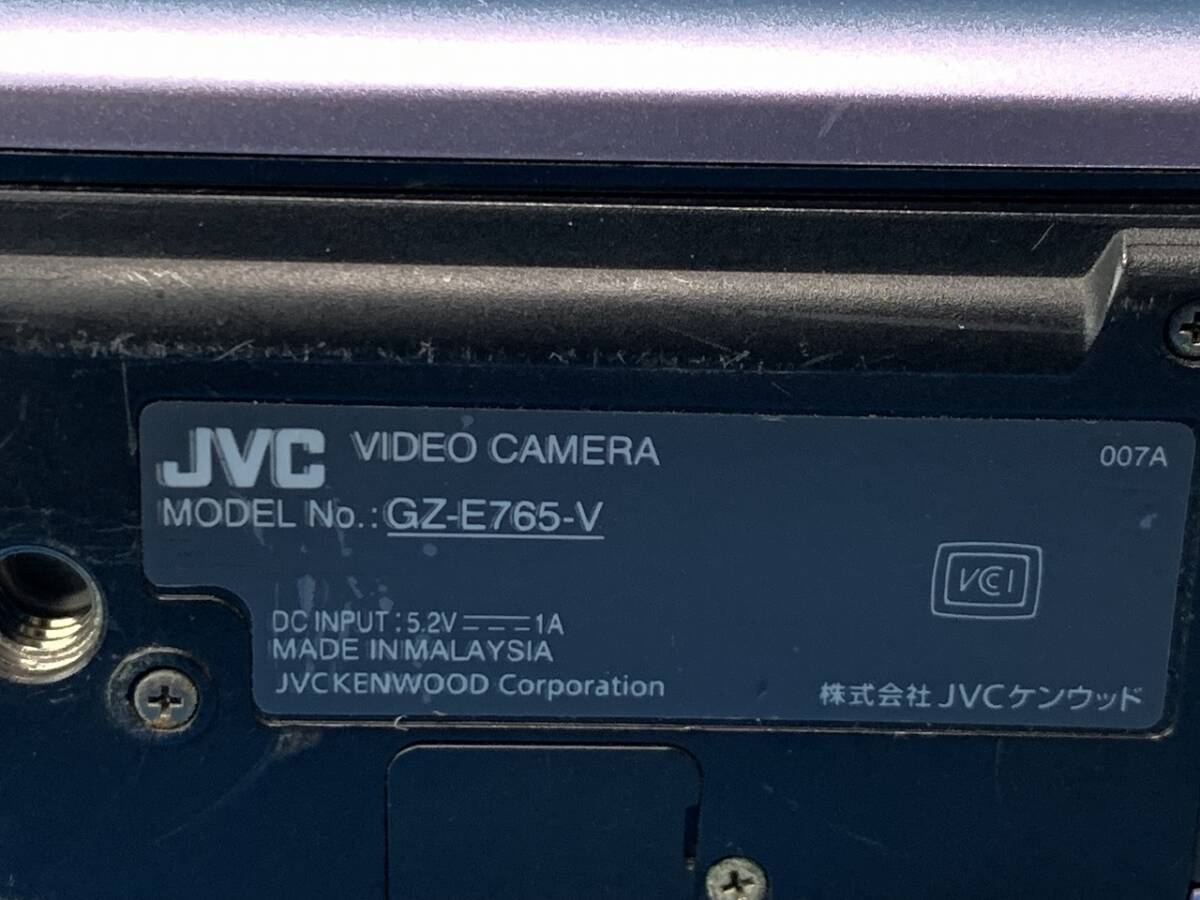 JVC VIDEO CAMERA 007A
MODEL No.: GZ-E765-V
VCCI
DC INPUT : 5.2V ⎓ 1A
MADE IN MALAYSIA
JVCKENWOOD Corporation
株式会社 JVCケンウッド